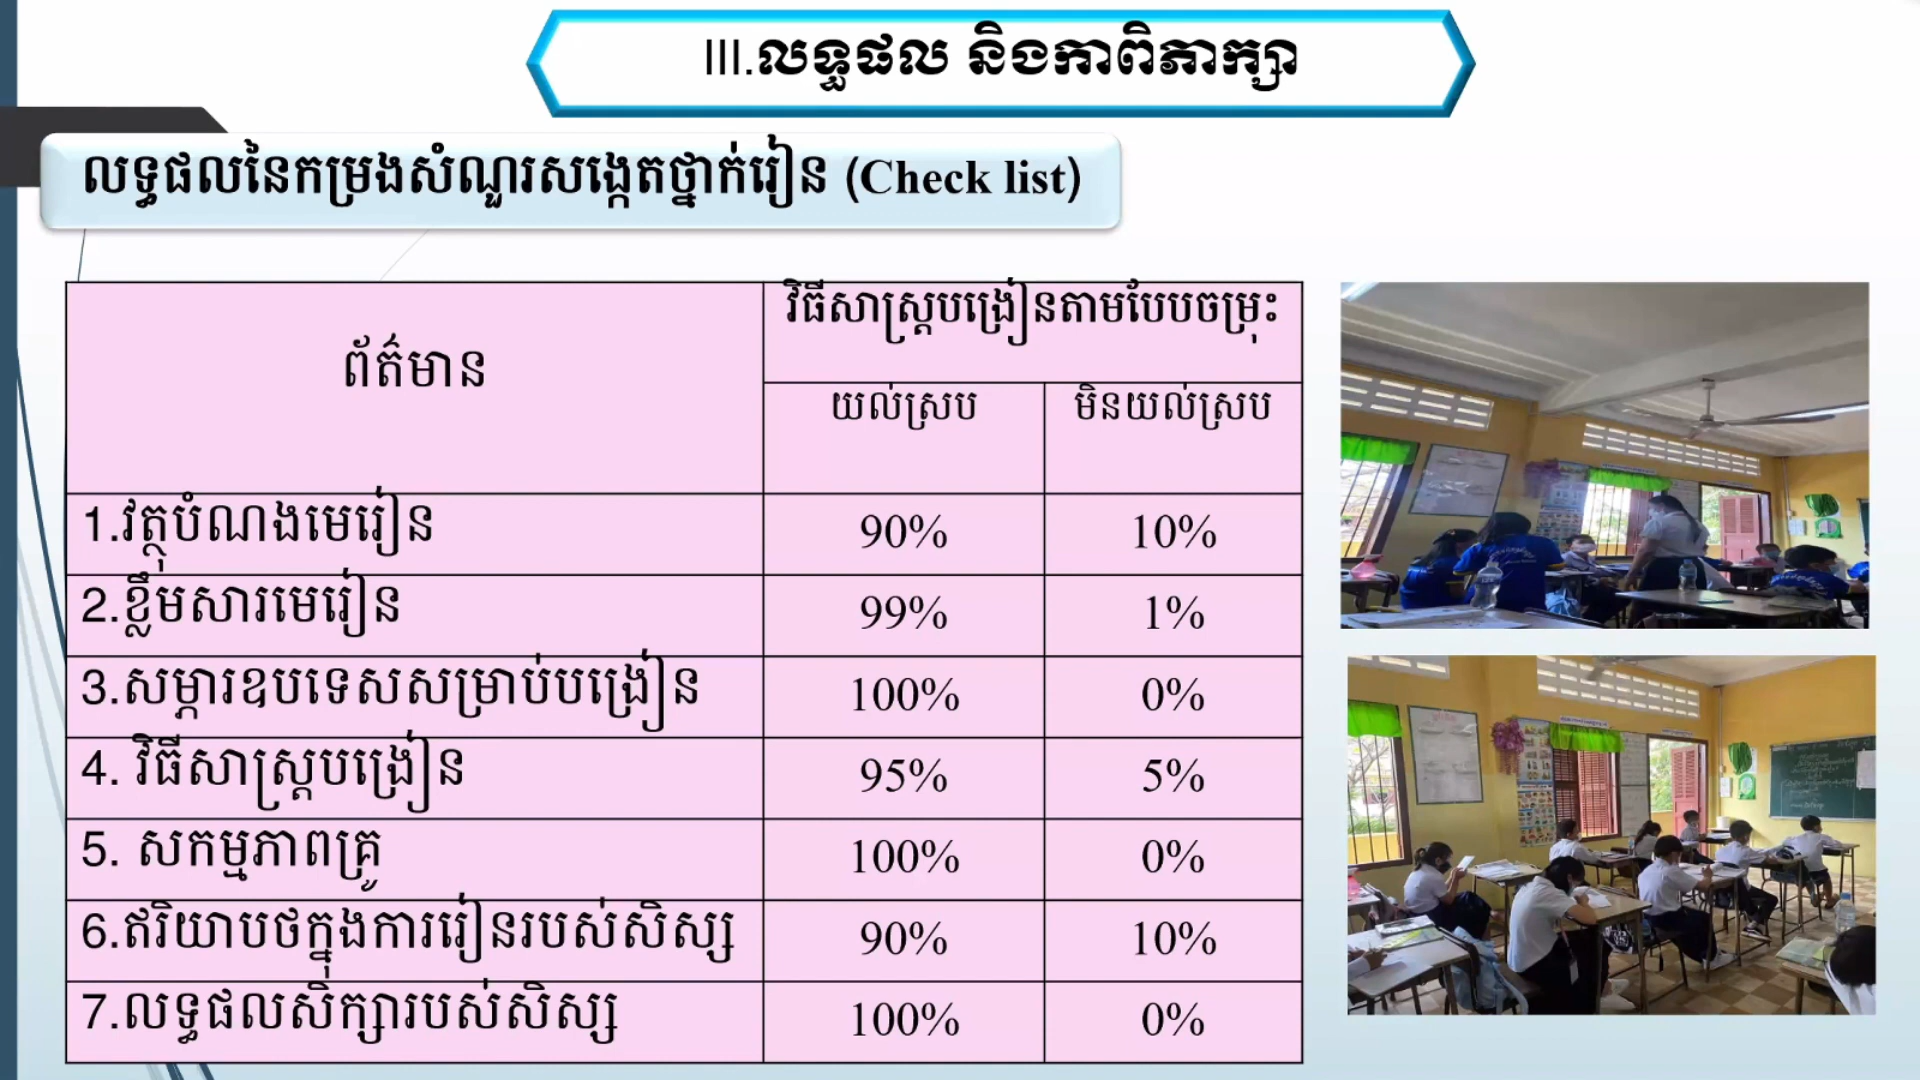 III.លទ្ធផល និងការពិភាក្សា
លទ្ធផលនៃកម្រងសំណួរសង្កេតថ្នាក់រៀន (Check list)
ព័ត៌មាន
វិធីសាស្ត្របង្រៀនតាមបែបចម្រុះ
យល់ស្រប មិនយល់ស្រប
1.វត្ថុបំណងមេរៀន 90% 10%
2.ខ្លឹមសារមេរៀន 99% 1%
3.សម្ភារឧបទេសសម្រាប់បង្រៀន 100% 0%
4. វិធីសាស្ត្របង្រៀន 95% 5%
5. សកម្មភាពគ្រូ 100% 0%
6.ឥរិយាបថក្នុងការរៀនរបស់សិស្ស 90% 10%
7.លទ្ធផលសិក្សារបស់សិស្ស 100% 0%